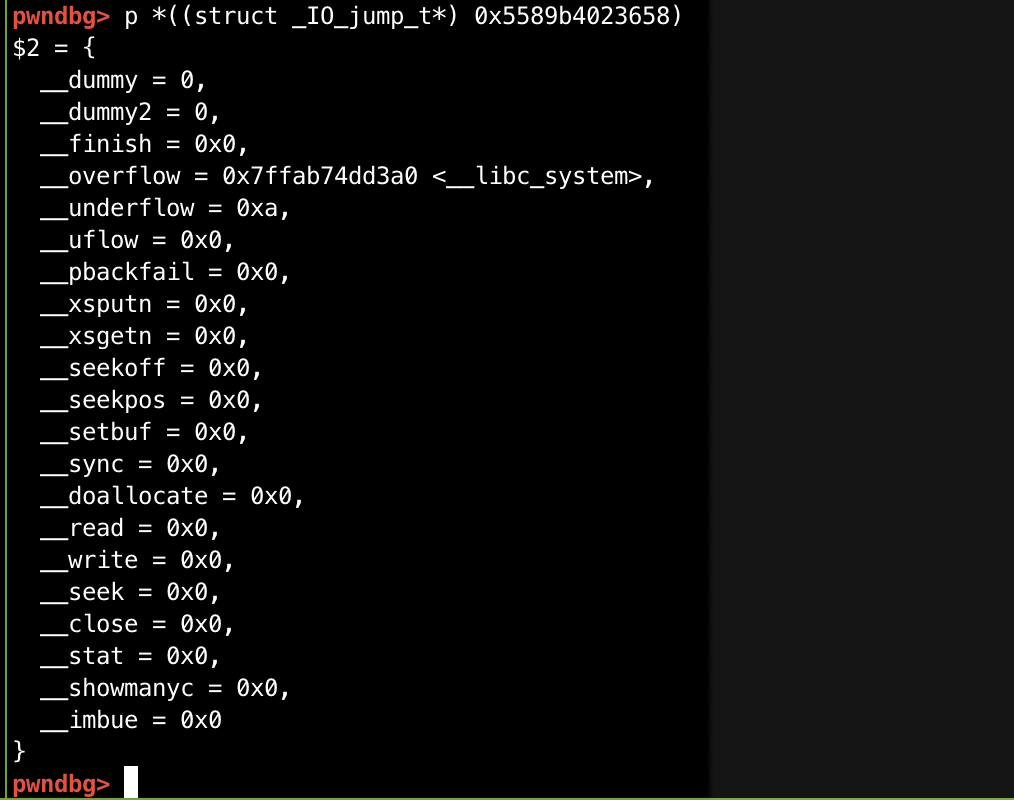 pwndbg> p *((struct _IO_jump_t*) 0x5589b4023658)
$2 = {
  __dummy = 0,
  __dummy2 = 0,
  __finish = 0x0,
  __overflow = 0x7ffab74dd3a0 <__libc_system>,
  __underflow = 0xa,
  __uflow = 0x0,
  __pbackfail = 0x0,
  __xsputn = 0x0,
  __xsgetn = 0x0,
  __seekoff = 0x0,
  __seekpos = 0x0,
  __setbuf = 0x0,
  __sync = 0x0,
  __doallocate = 0x0,
  __read = 0x0,
  __write = 0x0,
  __seek = 0x0,
  __close = 0x0,
  __stat = 0x0,
  __showmanyc = 0x0,
  __imbue = 0x0
}
pwndbg>